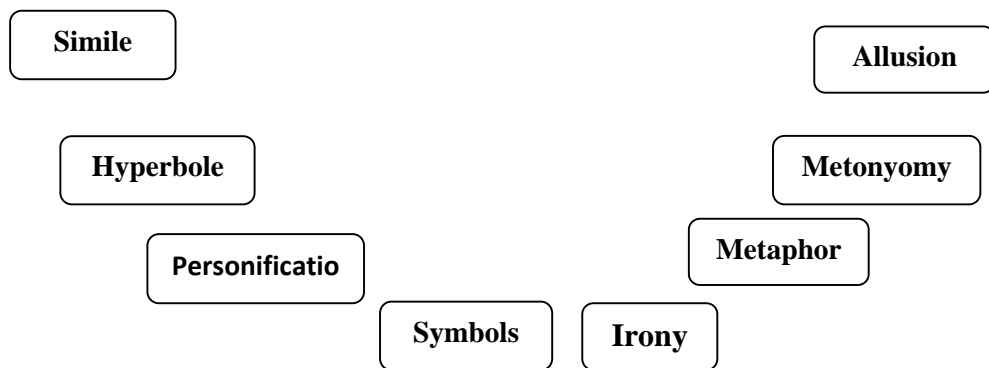 Simile
Allusion
Hyperbole
Metonyomy
Personificatio
Metaphor
Symbols
Irony